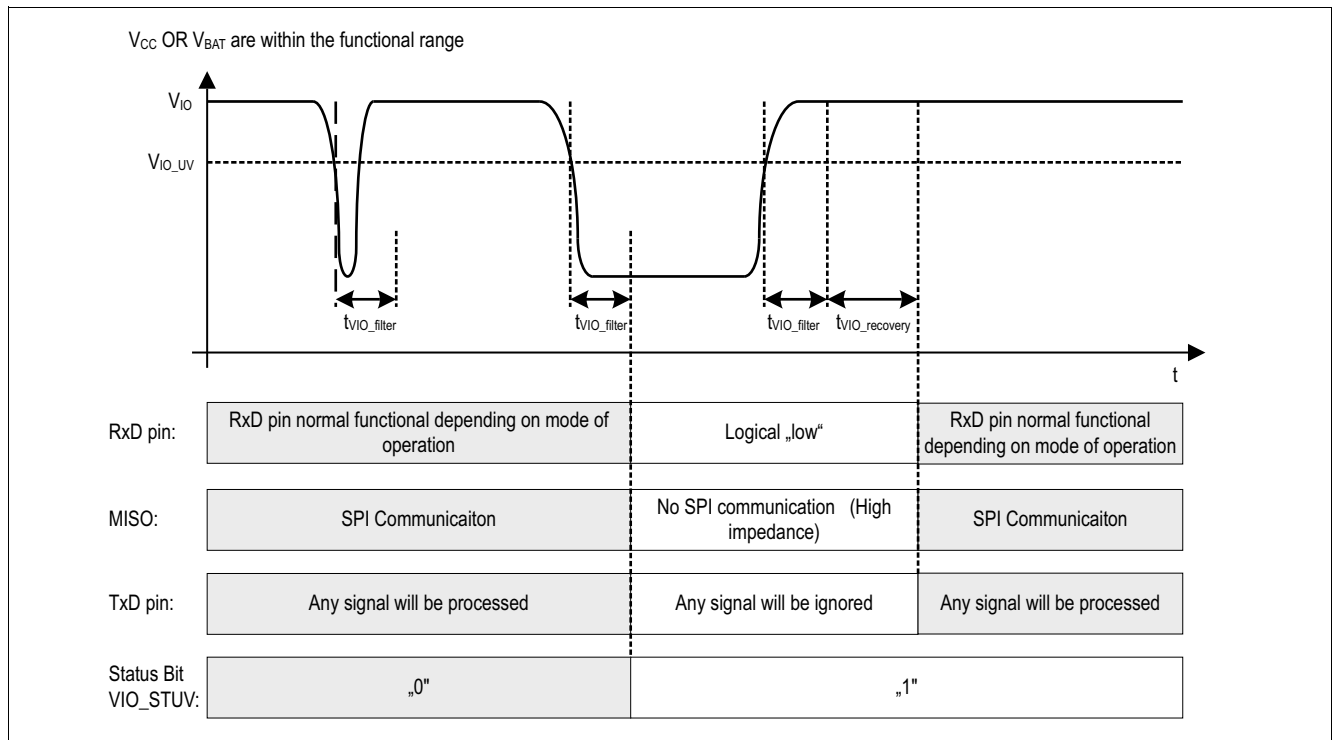 VCC OR VBAT are within the functional range
VIO
VIO_UV
tVIO_filter
tVIO_filter
tVIO_filter
tVIO_recovery
t
RxD pin:
RxD pin normal functional depending on mode of
operation
Logical „low“
RxD pin normal functional
depending on mode of operation
MISO:
SPI Communicaiton
No SPI communication (High
impedance)
SPI Communicaiton
TxD pin:
Any signal will be processed
Any signal will be ignored
Any signal will be processed
Status Bit
VIO_STUV:
„0"
„1"